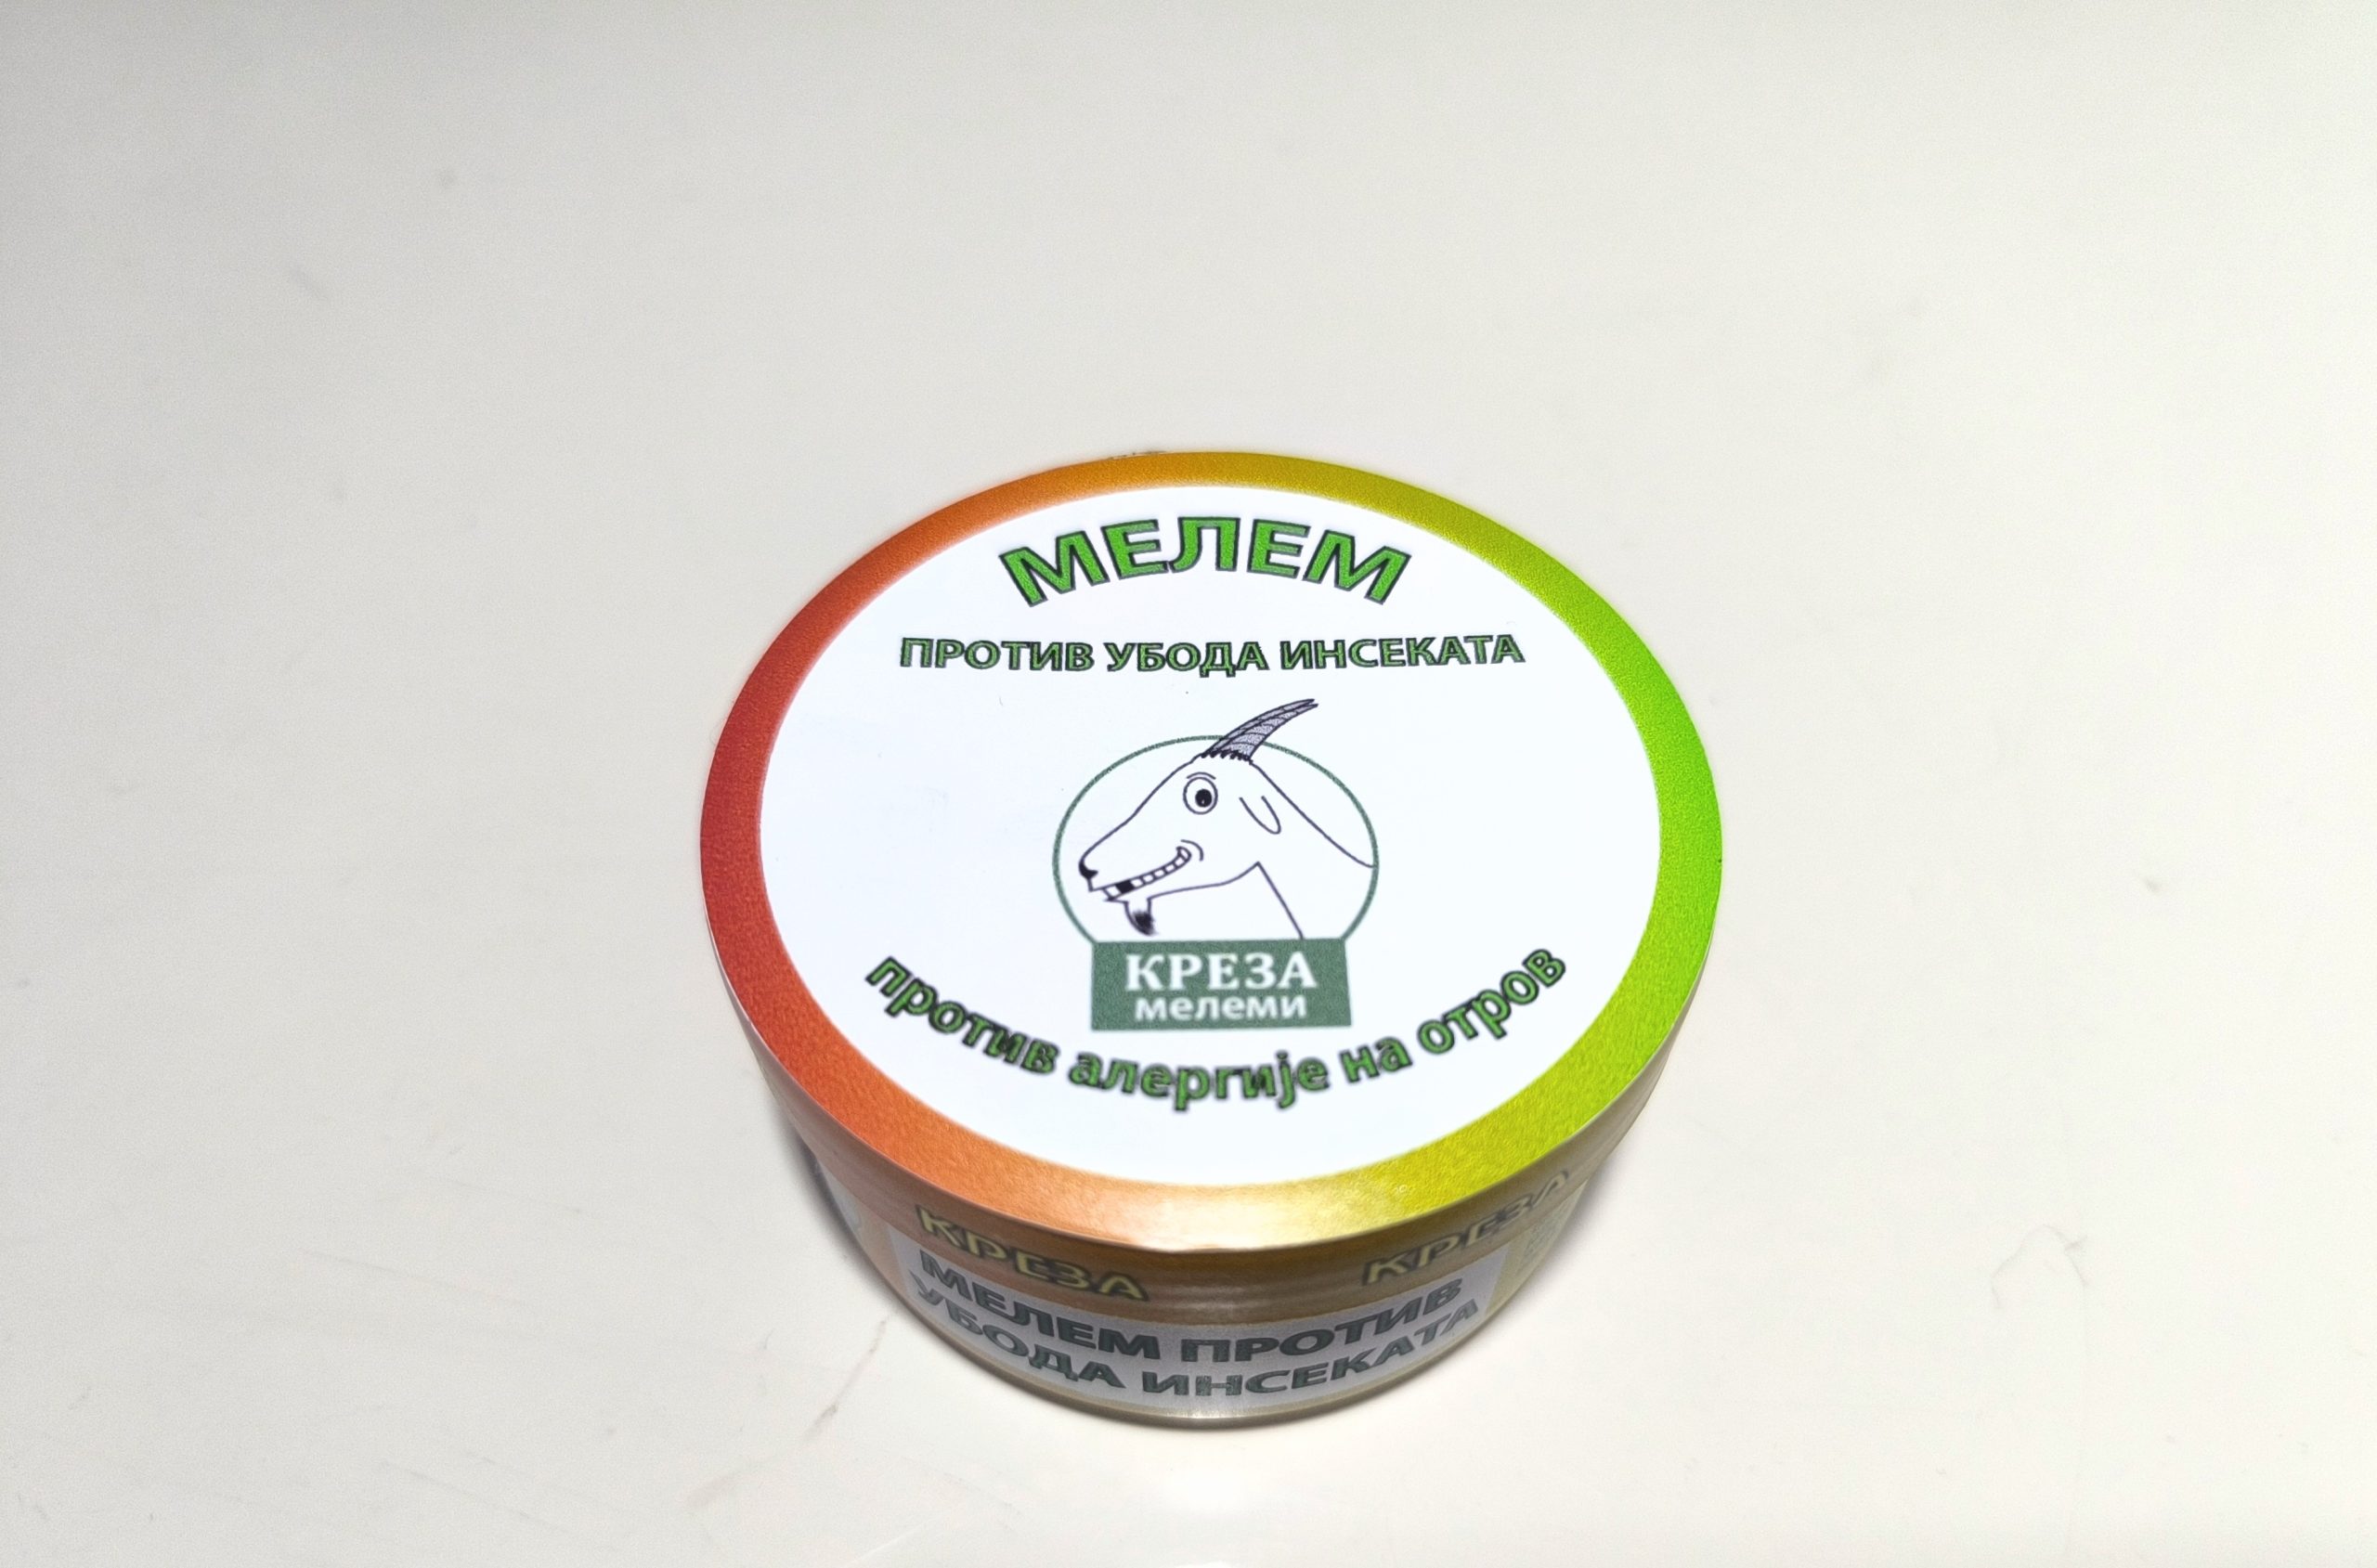 МЕЛЕМ
ПРОТИВ УБОДА ИНСЕКАТА
КРЕЗА
мелеми
против алергије на отров
КРЕЗА КРЕЗА
МЕЛЕМ ПРОТИВ
УБОДА ИНСЕКАТА